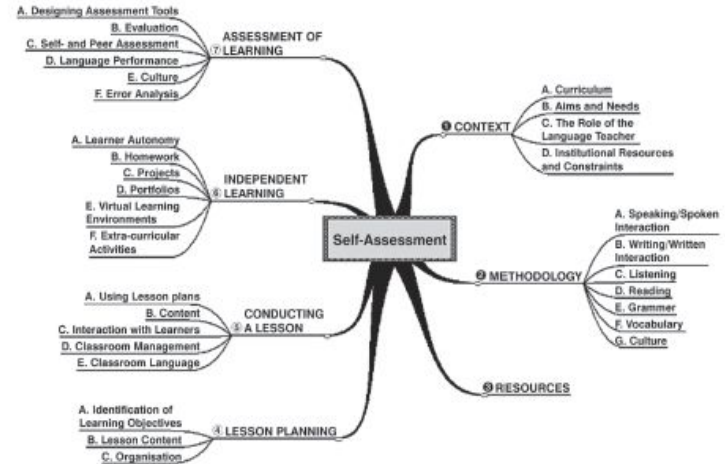 Self-Assessment
❶ CONTEXT
A. Curriculum
B. Aims and Needs
C. The Role of the
Language Teacher
D. Institutional Resources
and Constraints
❷ METHODOLOGY
A. Speaking/Spoken
Interaction
B. Writing/Written
Interaction
C. Listening
D. Reading
E. Grammer
F. Vocabulary
G. Culture
❸ RIESOURCES
④ LESSON PLANNING
A. Identification of
Learning Objectives
B. Lesson Content
C. Organisation
⑤ CONDUCTING
A LESSON
A. Using Lesson plans
B. Content
C. Interaction with Learners
D. Classroom Management
E. Classroom Language
⑥ INDEPENDENT
LEARNING
A. Learner Autonomy
B. Homework
C. Projects
D. Portfolios
E. Virtual Learning
Environments
F. Extra-curricular
Activities
⑦ ASSESSMENT OF
LEARNING
A. Designing Assessment Tools
B. Evaluation
C. Self- and Peer Assessment
D. Language Performance
E. Culture
F. Error Analysis